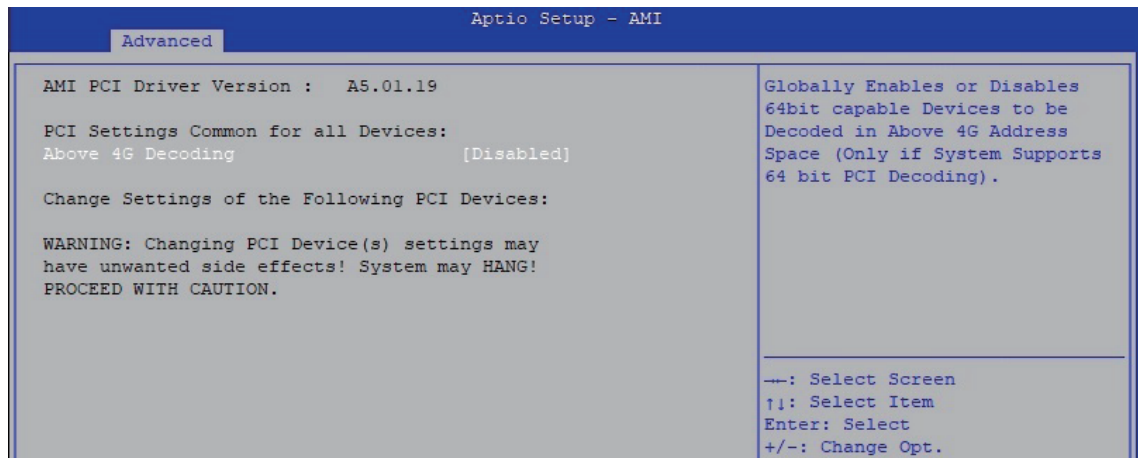 Aptio Setup - AMI
Advanced
AMI PCI Driver Version :    A5.01.19
PCI Settings Common for all Devices:
Above 4G Decoding    [Disabled]
Change Settings of the Following PCI Devices:
WARNING: Changing PCI Device(s) settings may
have unwanted side effects! System may HANG!
PROCEED WITH CAUTION.
Globally Enables or Disables
64bit capable Devices to be
Decoded in Above 4G Address
Space (Only if System Supports
64 bit PCI Decoding).
→←: Select Screen
↑↓: Select Item
Enter: Select
+/-: Change Opt.